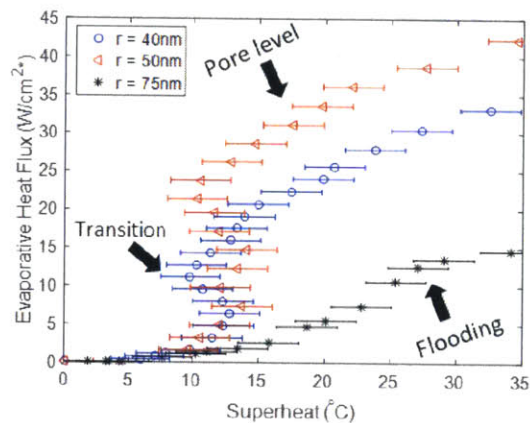 45
40
35
30
25
20
15
10
5
0
Evaporative Heat Flux (W/cm²*)
r = 40nm
r = 50nm
r = 75nm
Pore level
Transition
Flooding
0 5 10 15 20 25 30 35
Superheat (°C)